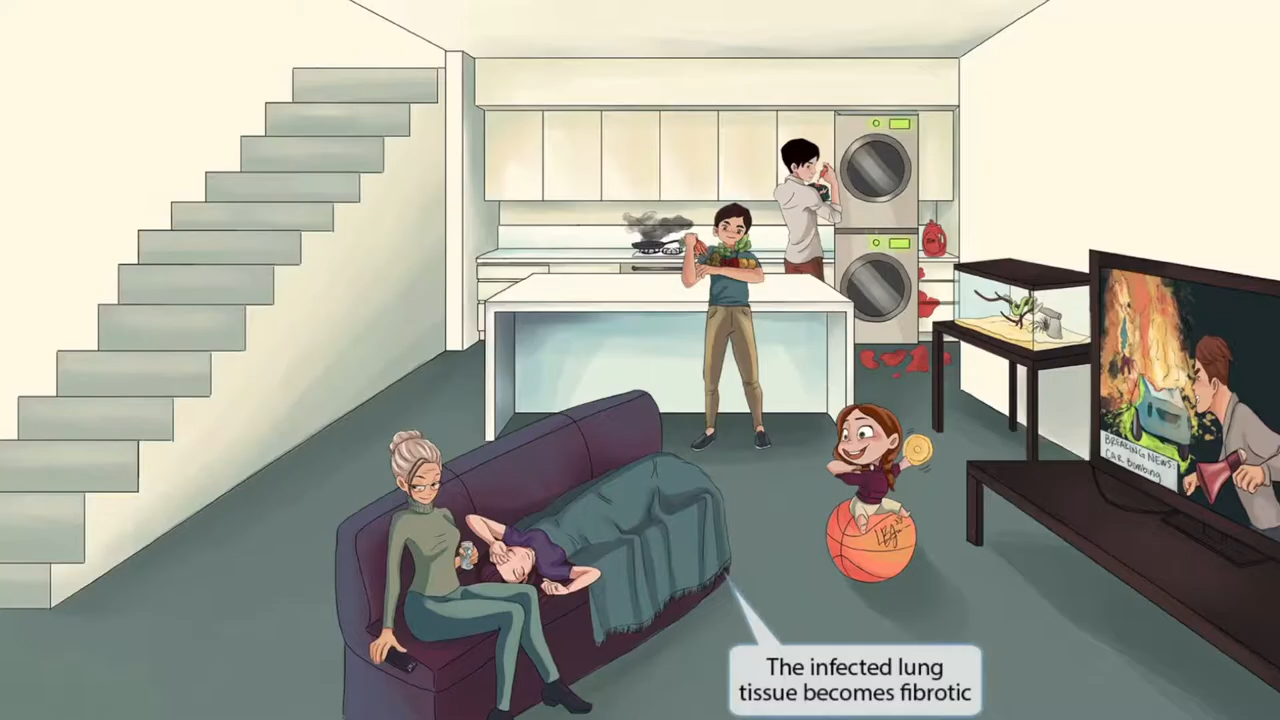 BREAKING NEWS:
CAR Bombing
The infected lung
tissue becomes fibrotic